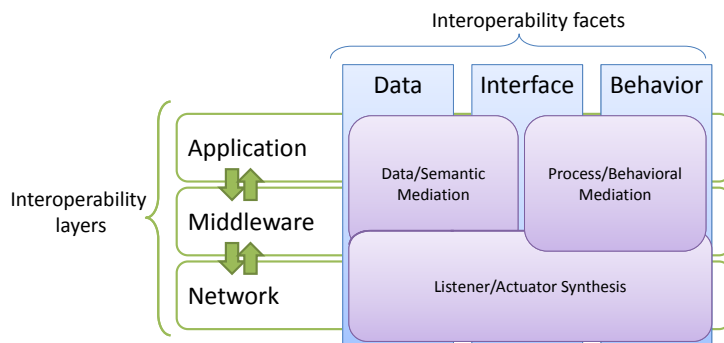 Interoperability facets
Data
Interface
Behavior
Application
Data/Semantic
Mediation
Process/Behavioral
Mediation
Interoperability
layers
Middleware
Network
Listener/Actuator Synthesis